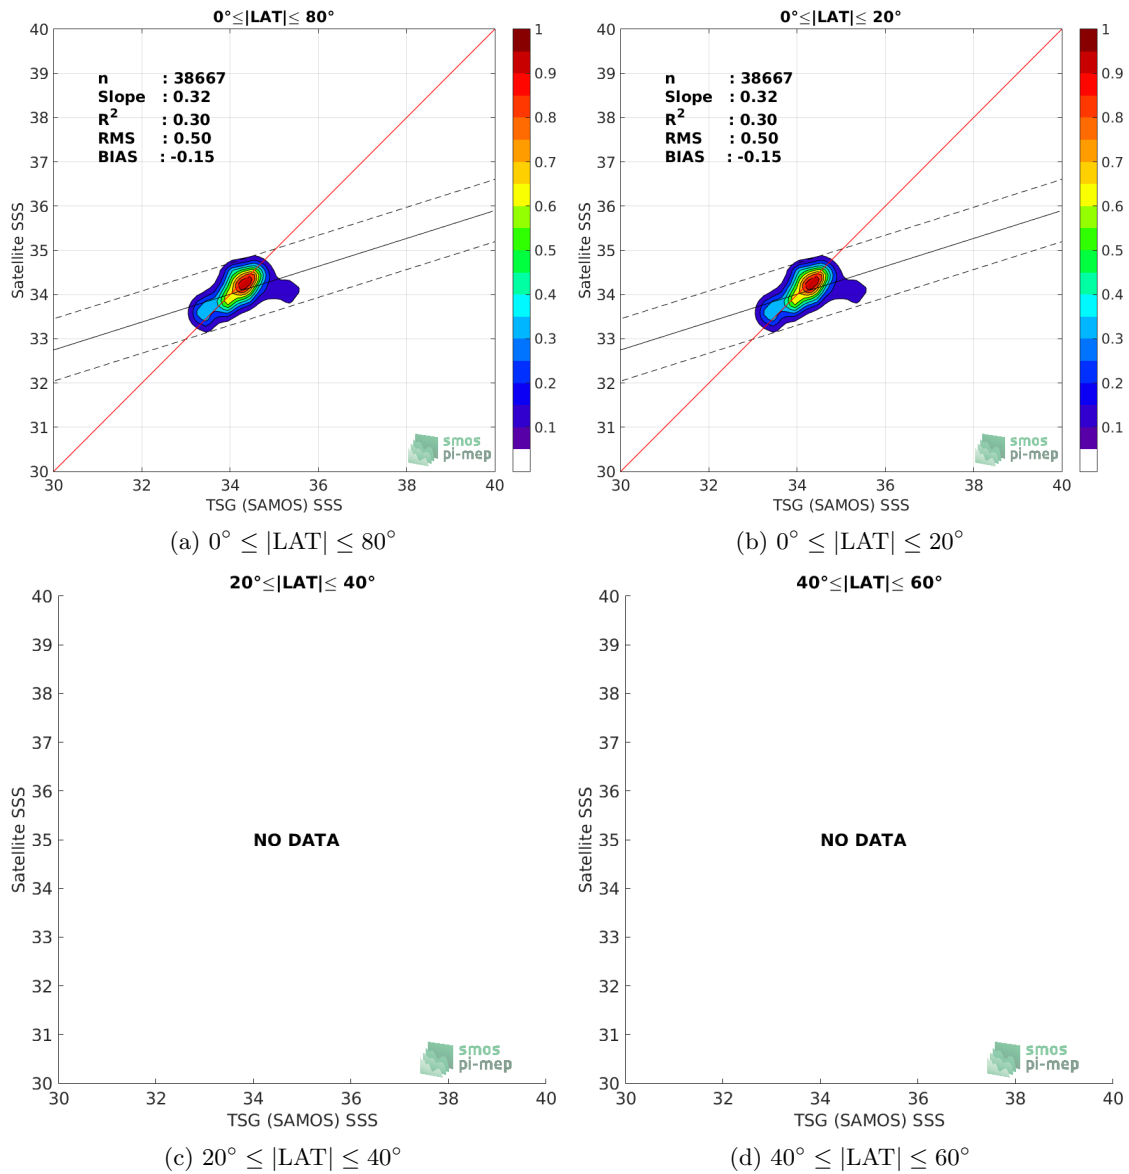 0°≤|LAT|≤ 80°
40
39
38
37
36
35
34
33
32
31
30
30
32
34
36
38
40
Satellite SSS
TSG (SAMOS) SSS
n : 38667
Slope : 0.32
R² : 0.30
RMS : 0.50
BIAS : -0.15
1
0.9
0.8
0.7
0.6
0.5
0.4
0.3
0.2
0.1
smos
pi-mep
(a) 0° ≤ |LAT| ≤ 80°
0°≤|LAT|≤ 20°
40
39
38
37
36
35
34
33
32
31
30
30
32
34
36
38
40
Satellite SSS
TSG (SAMOS) SSS
n : 38667
Slope : 0.32
R² : 0.30
RMS : 0.50
BIAS : -0.15
1
0.9
0.8
0.7
0.6
0.5
0.4
0.3
0.2
0.1
smos
pi-mep
(b) 0° ≤ |LAT| ≤ 20°
20°≤|LAT|≤ 40°
40
39
38
37
36
35
34
33
32
31
30
30
32
34
36
38
40
Satellite SSS
TSG (SAMOS) SSS
NO DATA
smos
pi-mep
(c) 20° ≤ |LAT| ≤ 40°
40°≤|LAT|≤ 60°
40
39
38
37
36
35
34
33
32
31
30
30
32
34
36
38
40
Satellite SSS
TSG (SAMOS) SSS
NO DATA
smos
pi-mep
(d) 40° ≤ |LAT| ≤ 60°